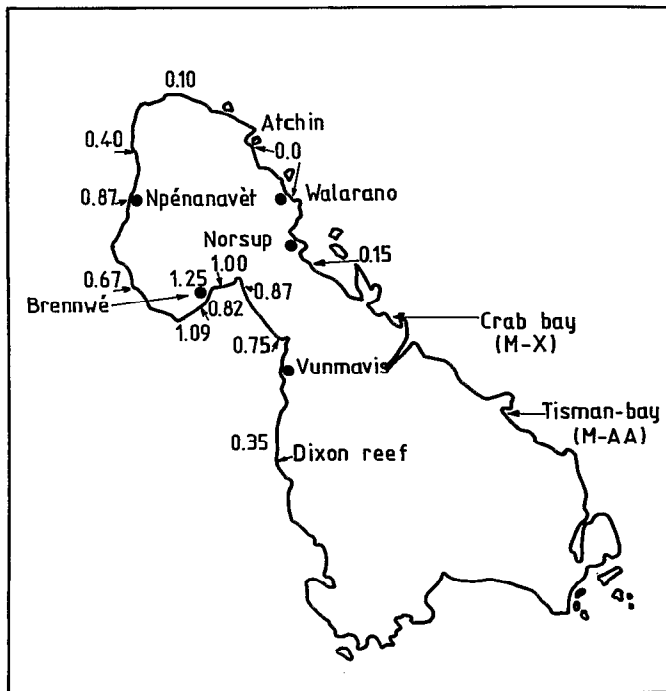 0.10
Atchin
0.40
0.0
0.87 Npénanavèt
Walarano
Norsup
0.15
1.00
0.67
1.25
0.87
Brennwé
0.82
Crab bay
(M-X)
1.09
0.75
Vunmavis
Tisman-bay
(M-AA)
0.35
Dixon reef